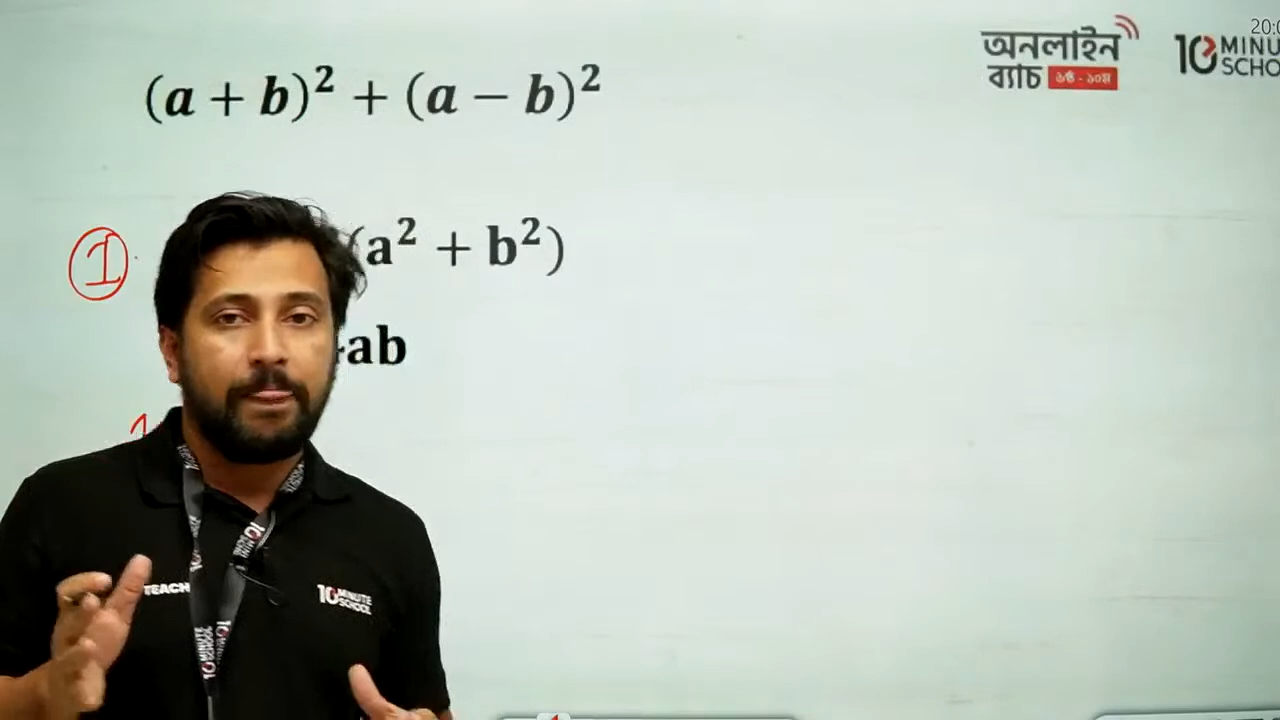 (a + b)² + (a − b)²
অনলাইন
ব্যাচ ৬ষ্ঠ - ১০ম
10 MINU
SCHO
20:0
1
(a² + b²)
ab
TEACH
10 MINUTE
SCHOOL